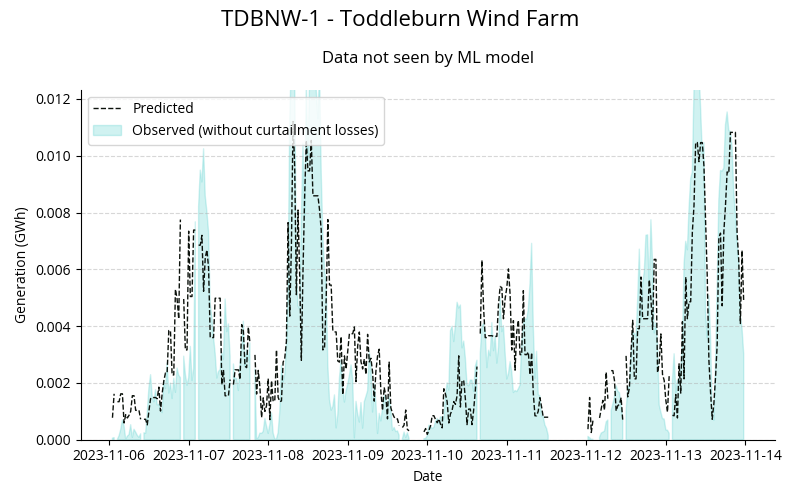 TDBNW-1 - Toddleburn Wind Farm
Data not seen by ML model
Predicted
Observed (without curtailment losses)
Generation (GWh)
0.012
0.010
0.008
0.006
0.004
0.002
0.000
2023-11-06 2023-11-07 2023-11-08 2023-11-09 2023-11-10 2023-11-11 2023-11-12 2023-11-13 2023-11-14
Date